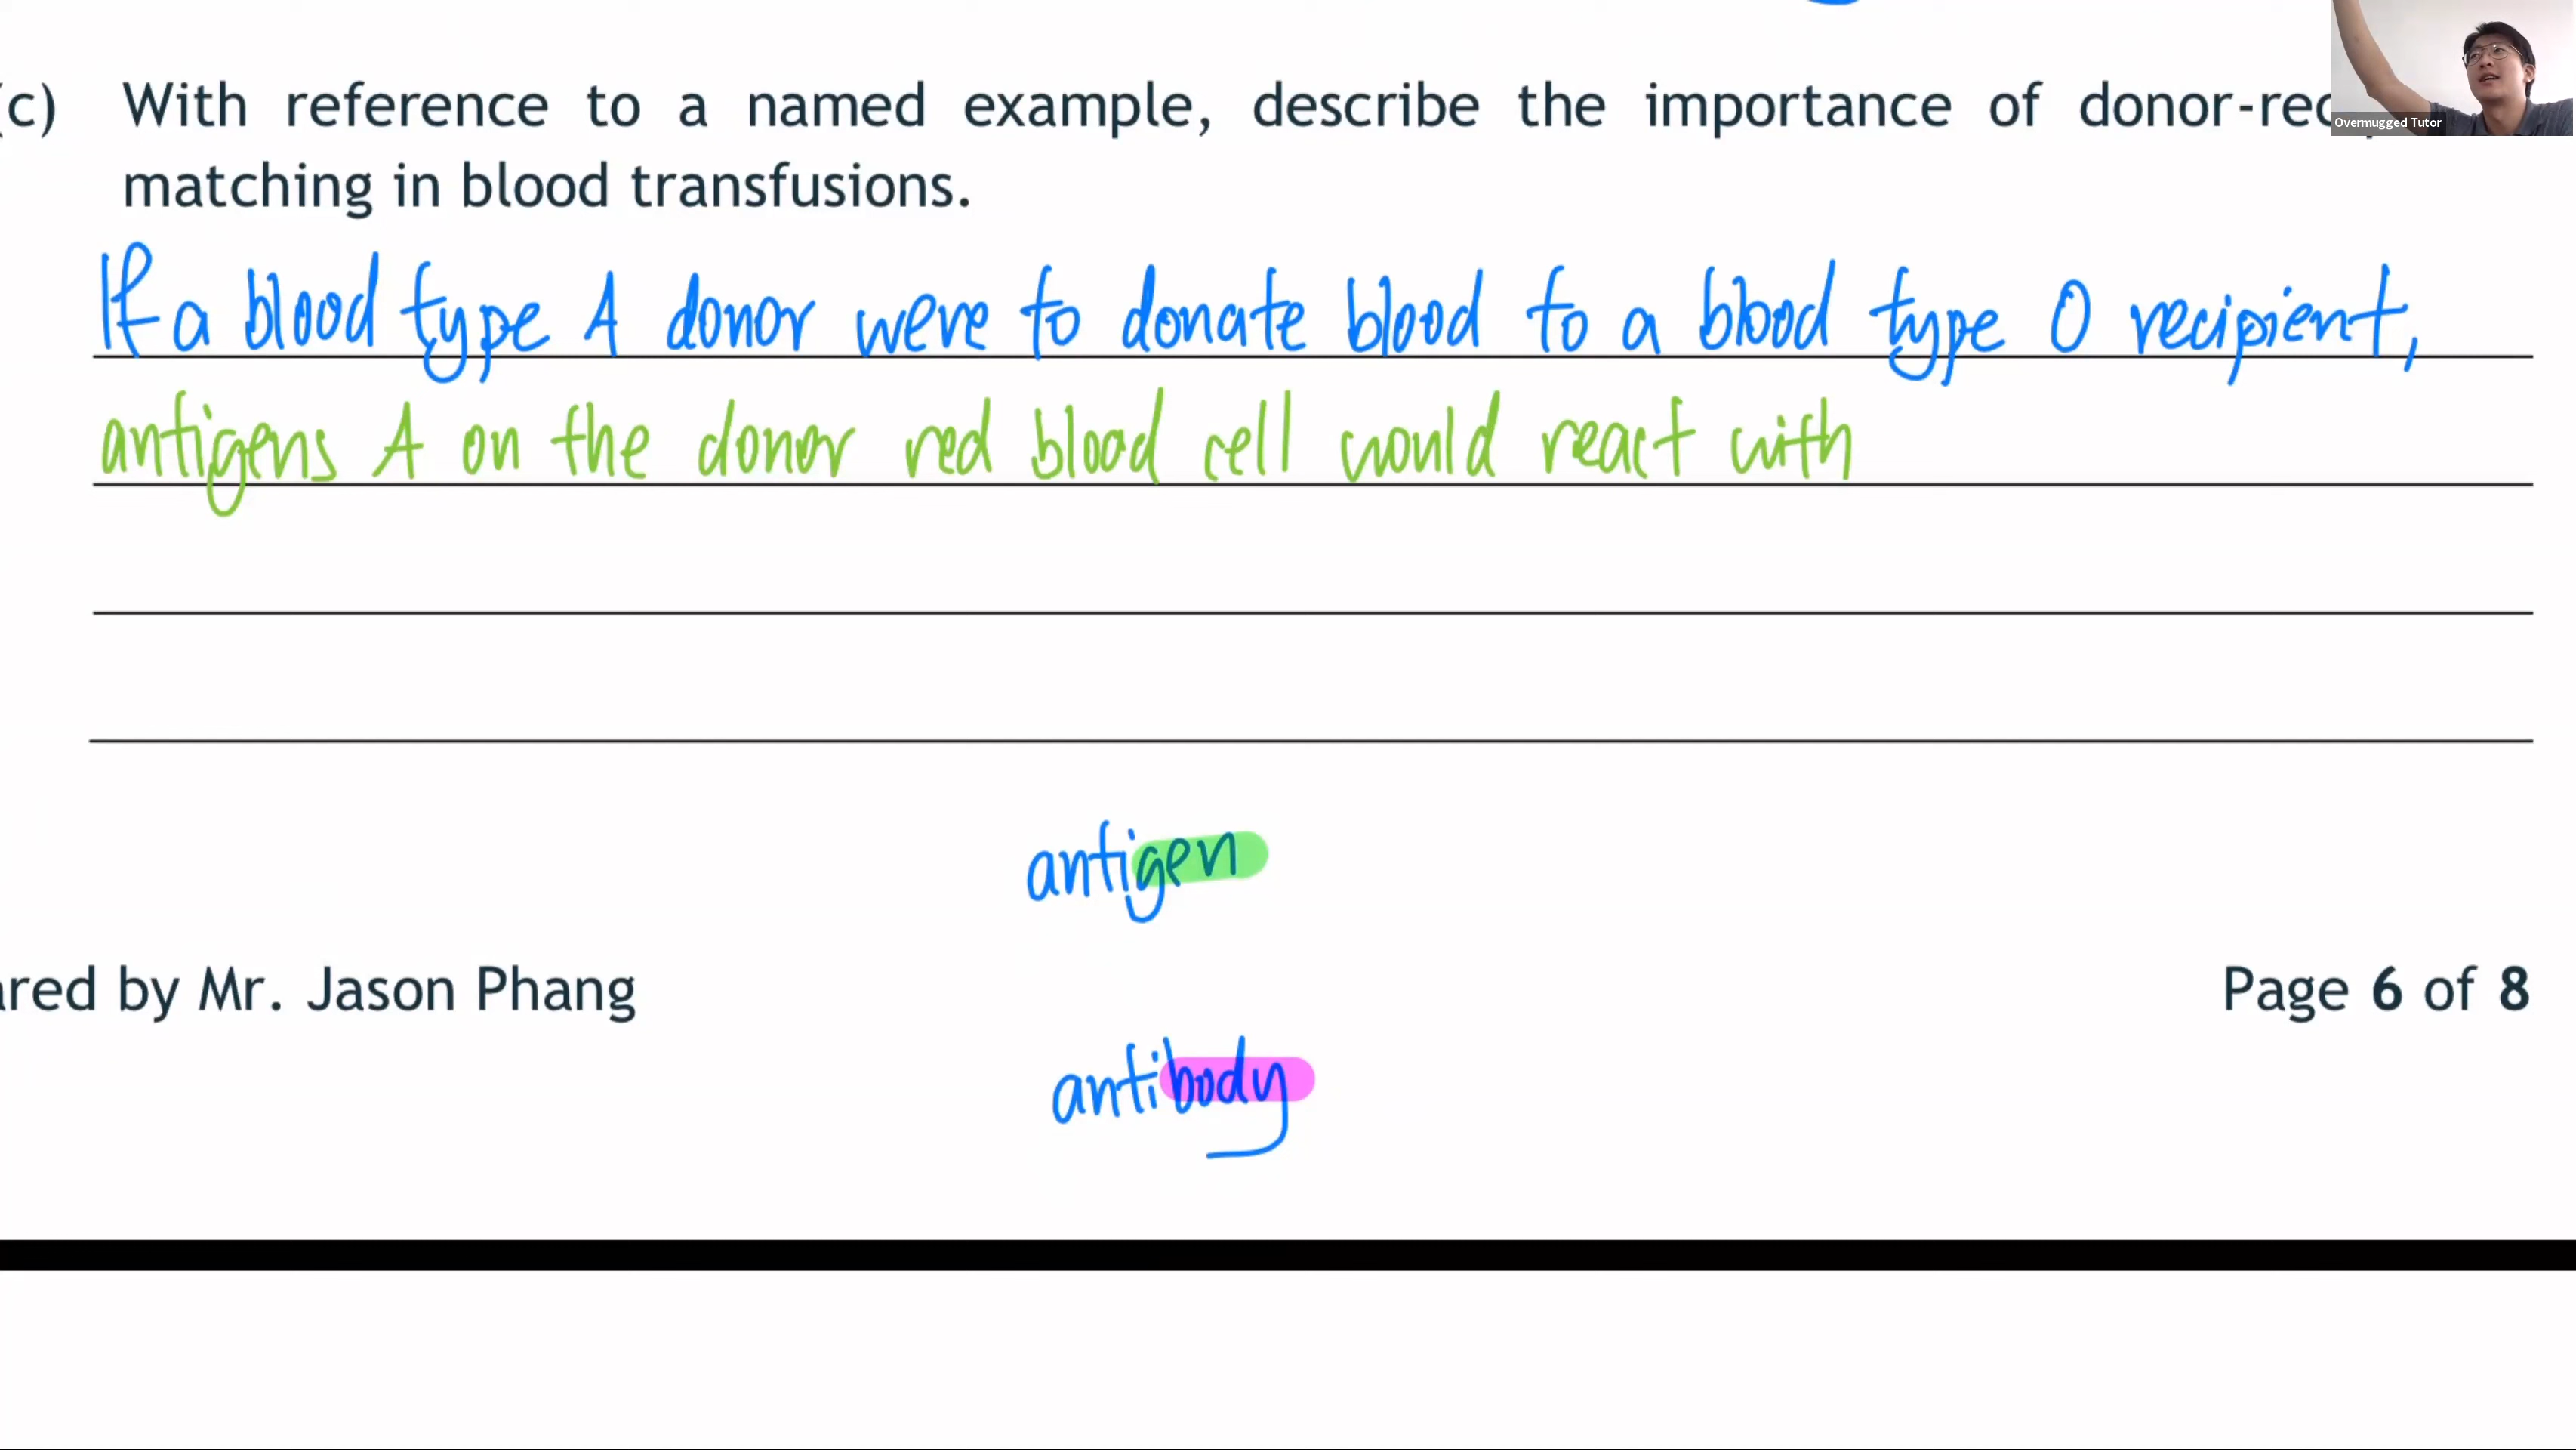 (c) With reference to a named example, describe the importance of donor-rec
Overmugged Tutor
matching in blood transfusions.
If a blood type A donor were to donate blood to a blood type O recipient,
antigens A on the donor red blood cell would react with
antigen
ared by Mr. Jason Phang
Page 6 of 8
antibody